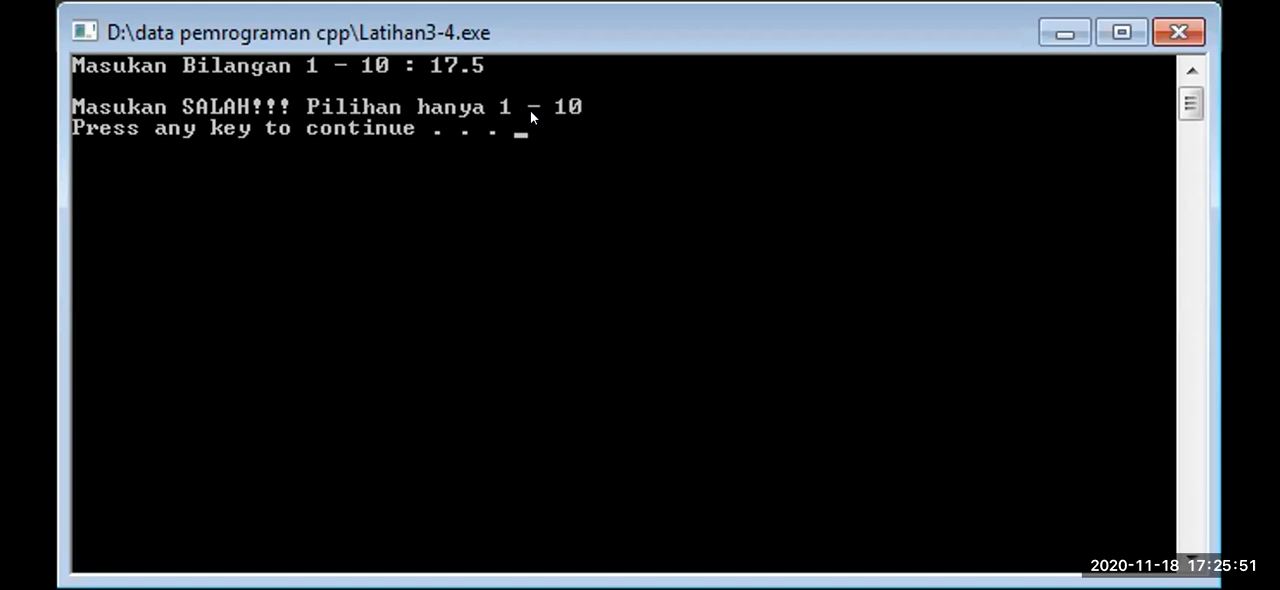 D:\data pemrograman cpp\Latihan3-4.exe
Masukan Bilangan 1 - 10 : 17.5
Masukan SALAH!!! Pilihan hanya 1 - 10
Press any key to continue . . . _
2020-11-18 17:25:51